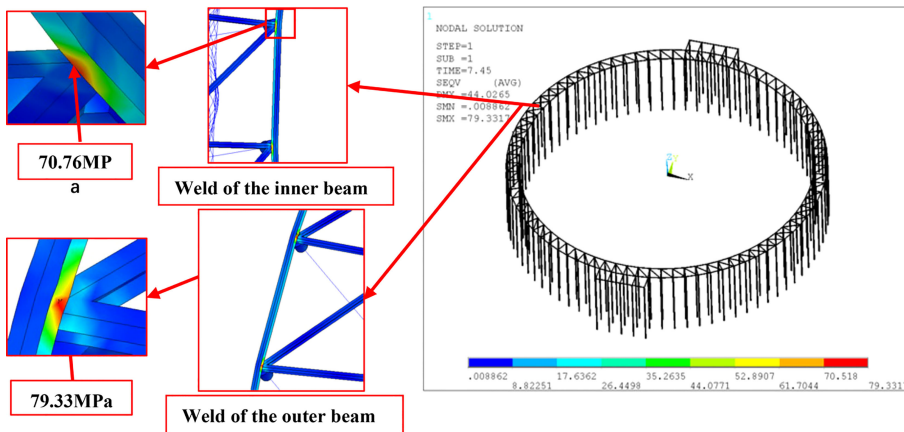 70.76MP
a
Weld of the inner beam
79.33MPa
Weld of the outer beam
1
NODAL SOLUTION
STEP=1
SUB =1
TIME=7.45
SEQV (AVG)
DMX =44.0265
SMN =.008862
SMX =79.3317
Z
Y
X
.008862
17.6362
35.2635
52.8907
70.518
8.82251
26.4498
44.0771
61.7044
79.3317